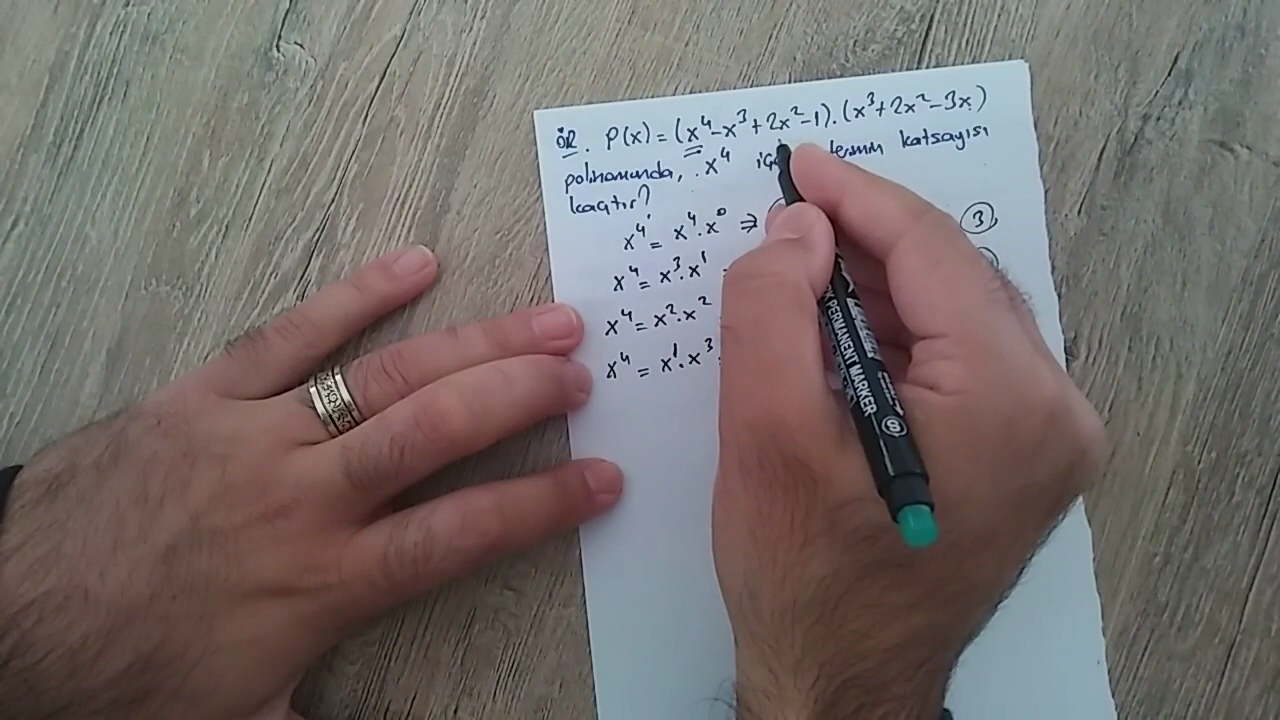 ÖR. P(x) = (x⁴-x³+2x²-1).(x³+2x²-3x)
polinomunda, x⁴ terimin katsayısı
kaçtır?
x⁴ = x⁴.x⁰ ⇒ 3
x⁴ = x³.x¹
x⁴ = x².x²
x⁴ = x¹.x³
PERMANENT MARKER S